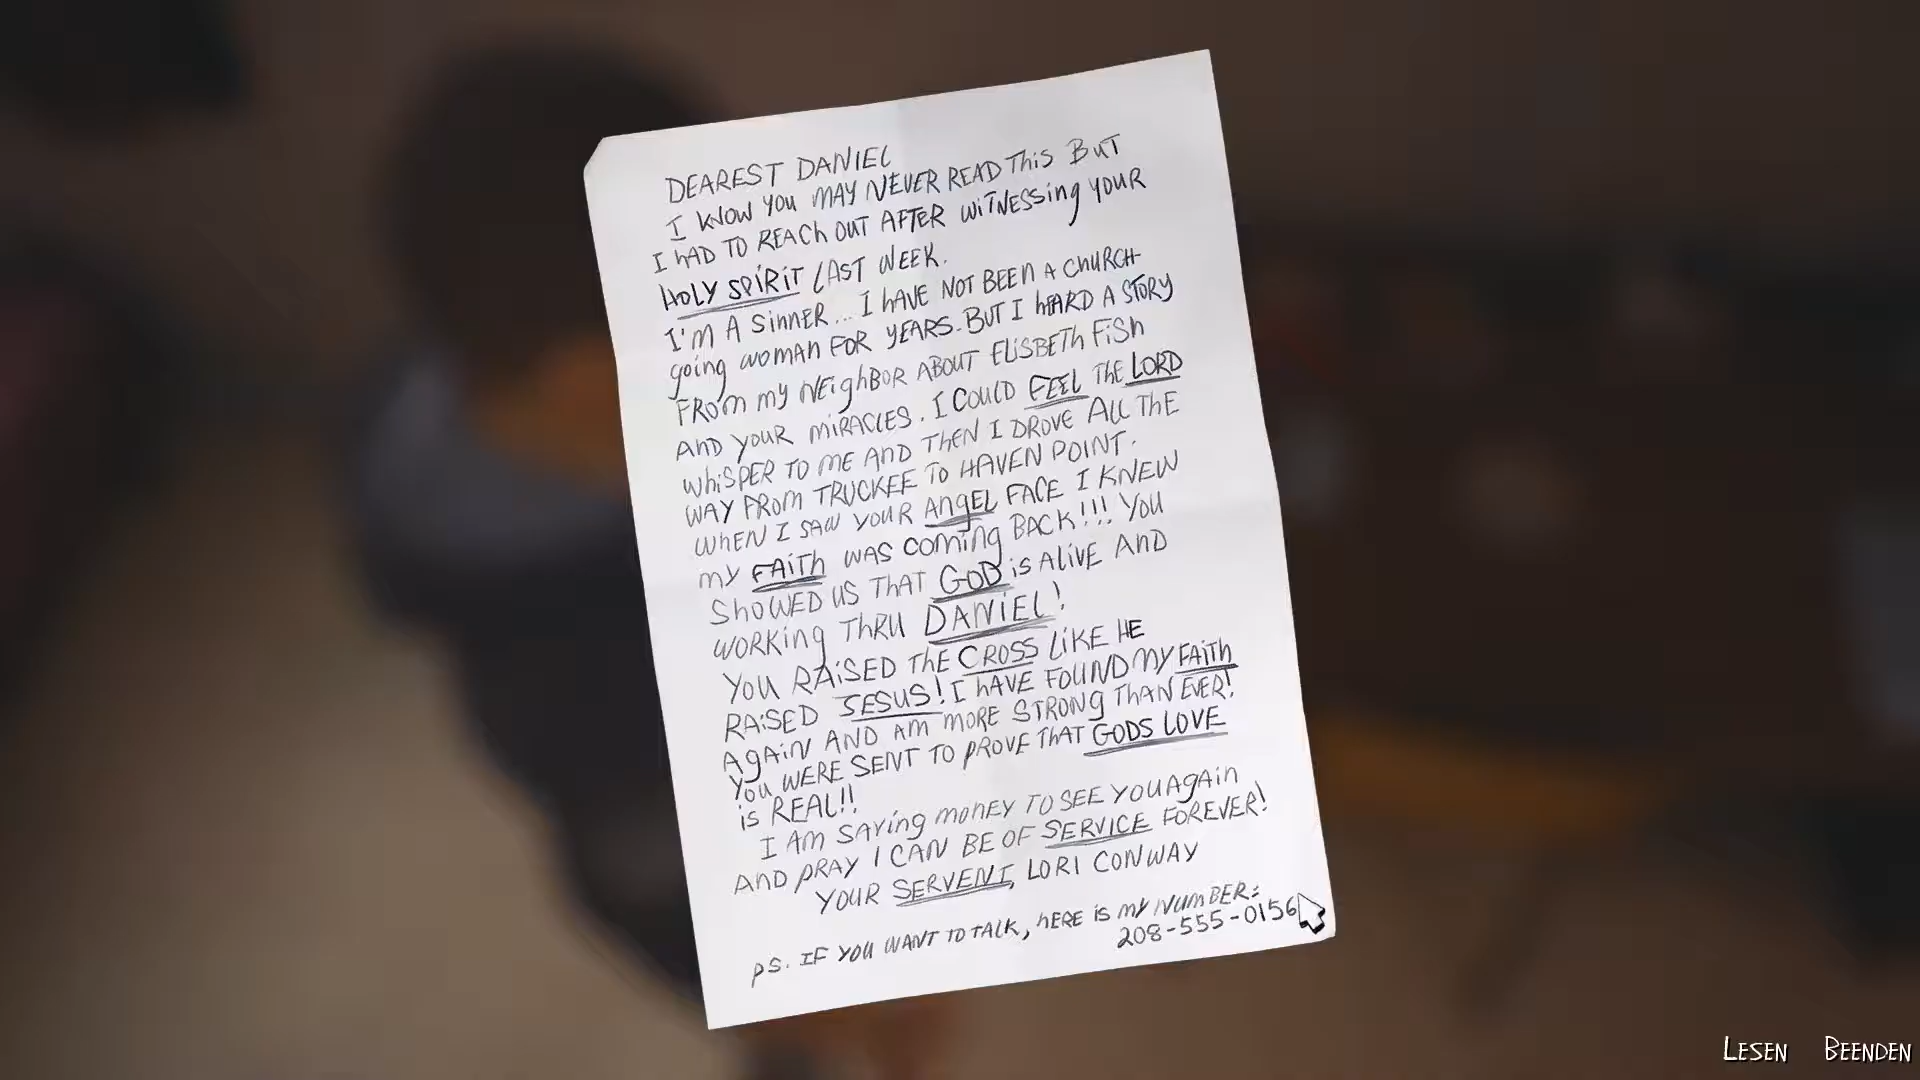 DEAREST DANIEL
I KNOW YOU MAY NEVER READ THIS BUT
I HAD TO REACH OUT AFTER WITNESSING YOUR
HOLY SPIRIT LAST WEEK.
I'M A SINNER... I HAVE NOT BEEN A CHURCH-
GOING WOMAN FOR YEARS. BUT I HEARD A STORY
FROM MY NEIGHBOR ABOUT ELISBETH FISH
AND YOUR MIRACLES. I COULD FEEL THE LORD
WHISPER TO ME AND THEN I DROVE ALL THE
WAY FROM TRUCKEE TO HAVEN POINT.
WHEN I SAW YOUR ANGEL FACE I KNEW
MY FAITH WAS COMING BACK!!! YOU
SHOWED US THAT GOD IS ALIVE AND
WORKING THRU DANIEL!
YOU RAISED THE CROSS LIKE HE
RAISED JESUS! I HAVE FOUND MY FAITH
AGAIN AND AM MORE STRONG THAN EVER!
YOU WERE SENT TO PROVE THAT GODS LOVE
IS REAL!!
I AM SAVING MONEY TO SEE YOU AGAIN
AND PRAY I CAN BE OF SERVICE FOREVER!
YOUR SERVENT, LORI CONWAY
PS. IF YOU WANT TO TALK, HERE IS MY NUMBER:
208-555-0156
LESEN BEENDEN